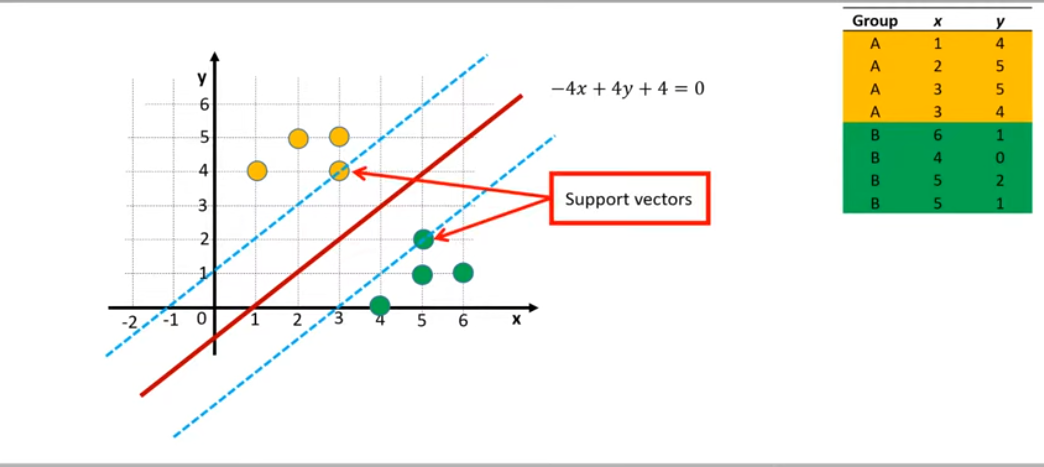 y
6
5
4
3
2
1
-2 -1 0 1 2 3 4 5 6 x
−4x + 4y + 4 = 0
Support vectors
Group x y
A 1 4
A 2 5
A 3 5
A 3 4
B 6 1
B 4 0
B 5 2
B 5 1